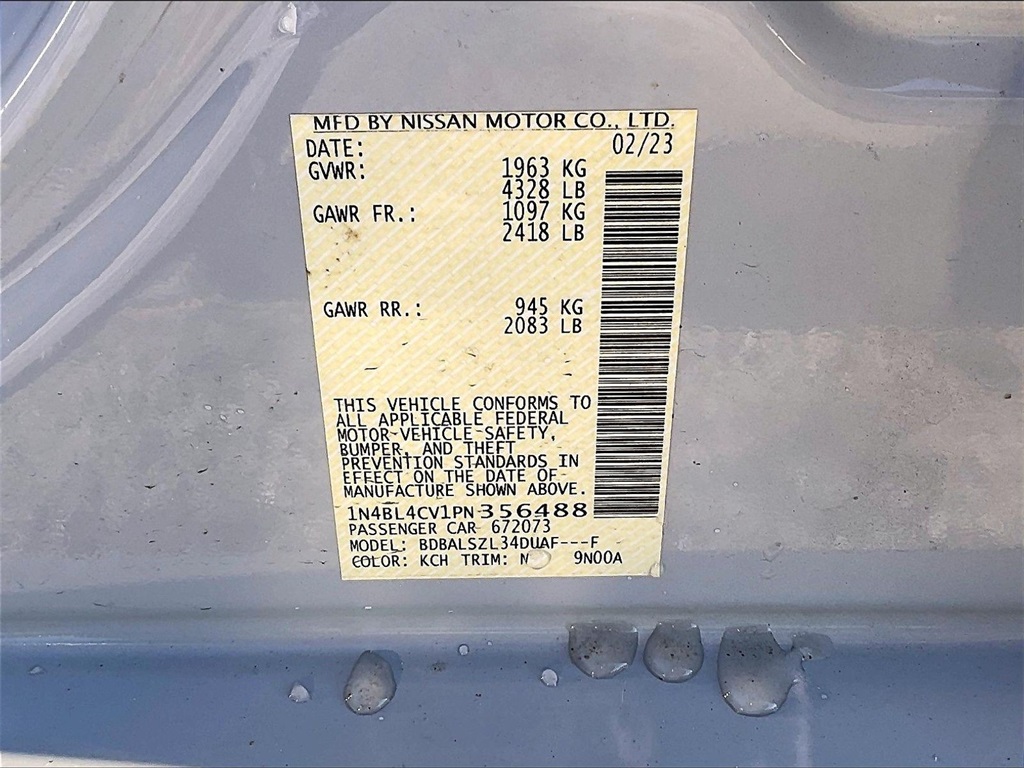 MFD BY NISSAN MOTOR CO., LTD.
DATE: 02/23
GVWR: 1963 KG
4328 LB
GAWR FR.: 1097 KG
2418 LB
GAWR RR.: 945 KG
2083 LB
THIS VEHICLE CONFORMS TO
ALL APPLICABLE FEDERAL
MOTOR-VEHICLE-SAFETY,
BUMPER, AND THEFT
PREVENTION STANDARDS IN
EFFECT ON THE DATE OF
MANUFACTURE SHOWN ABOVE.
1N4BL4CV1PN356488
PASSENGER CAR 672073
MODEL: BDBALSZL34DUAF---F
COLOR: KCH TRIM: 9N00A